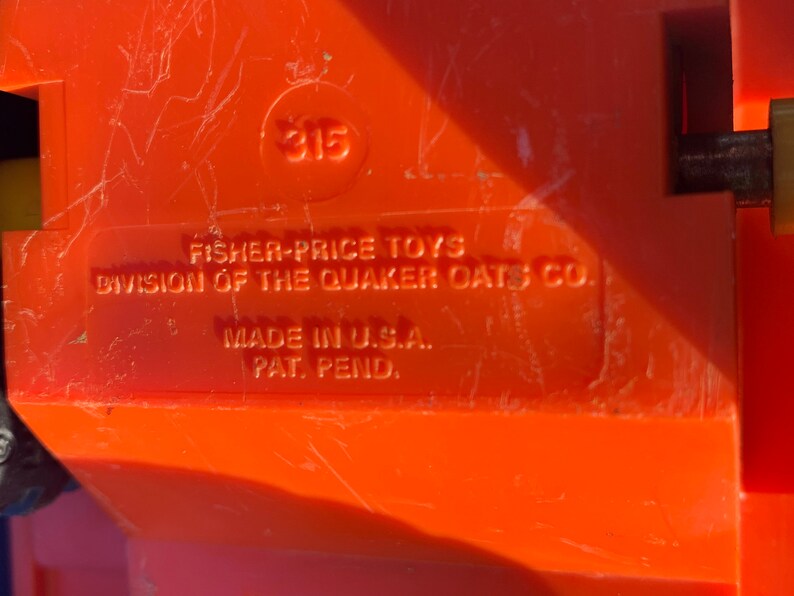 315
FISHER-PRICE TOYS
DIVISION OF THE QUAKER OATS CO.
MADE IN U.S.A.
PAT. PEND.